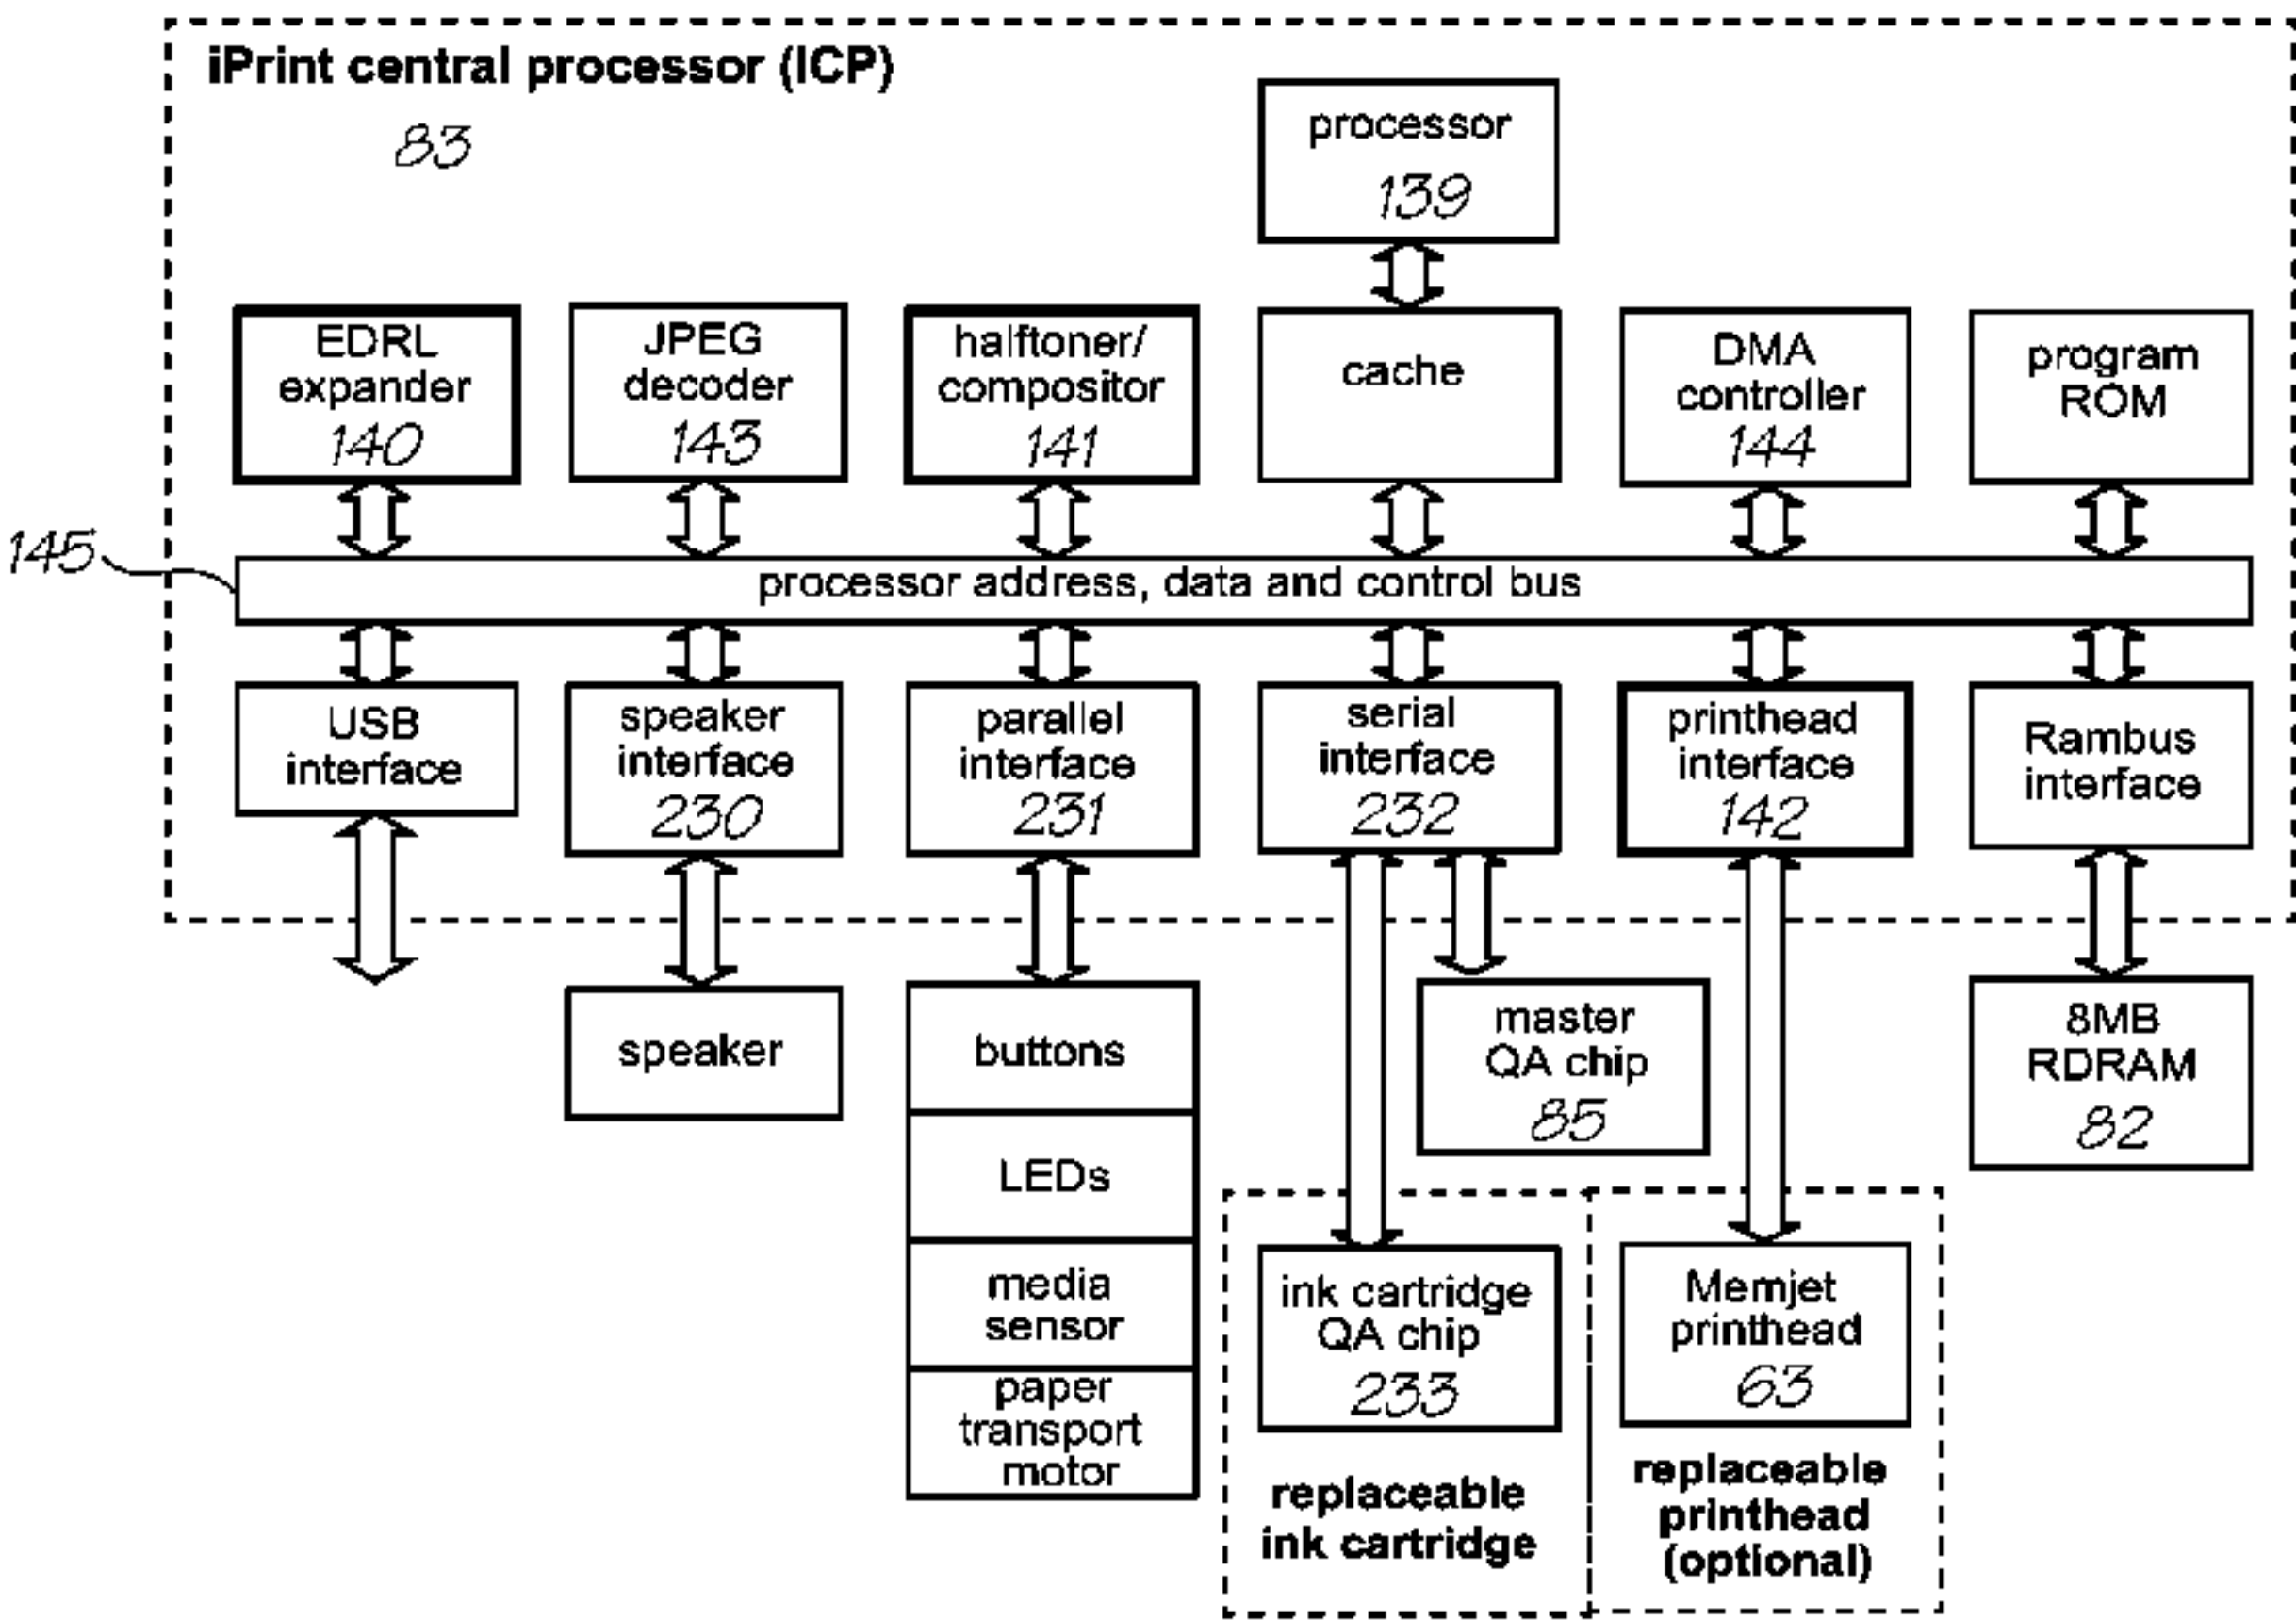 iPrint central processor (ICP)
83
processor
139
EDRL
expander
140
JPEG
decoder
143
halftoner/
compositor
141
cache
DMA
controller
144
program
ROM
145
processor address, data and control bus
USB
interface
speaker
interface
230
parallel
interface
231
serial
interface
232
printhead
interface
142
Rambus
interface
speaker
buttons
LEDs
media
sensor
paper
transport
motor
master
QA chip
85
8MB
RDRAM
82
ink cartridge
QA chip
233
replaceable
ink cartridge
Memjet
printhead
63
replaceable
printhead
(optional)